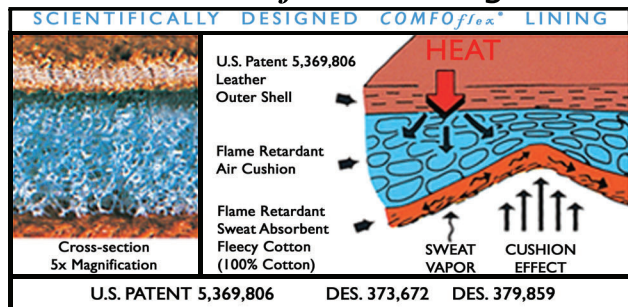 SCIENTIFICALLY DESIGNED COMFOflex® LINING
U.S. Patent 5,369,806
Leather
Outer Shell
HEAT
Flame Retardant
Air Cushion
Flame Retardant
Sweat Absorbent
Fleecy Cotton
(100% Cotton)
Cross-section
5x Magnification
SWEAT
VAPOR
CUSHION
EFFECT
U.S. PATENT 5,369,806 DES. 373,672 DES. 379,859